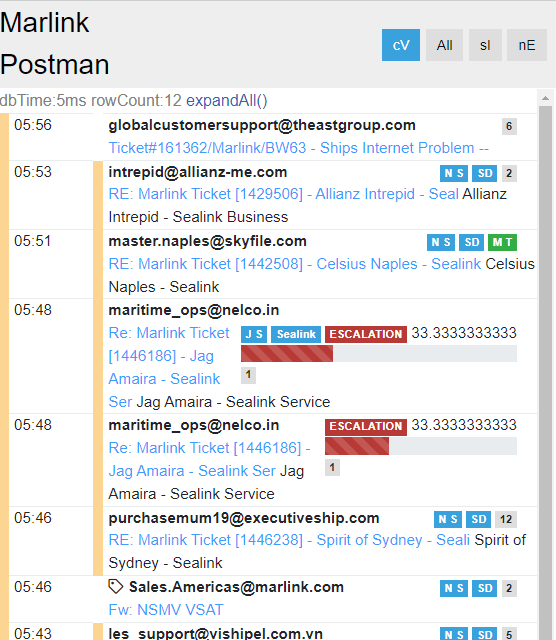 Marlink
Postman
cV All sI nE
dbTime:5ms rowCount:12 expandAll()
05:56 globalcustomersupport@theastgroup.com 6
Ticket#161362/Marlink/BW63 - Ships Internet Problem --
05:53 intrepid@allianz-me.com N S SD 2
RE: Marlink Ticket [1429506] - Allianz Intrepid - Seal Allianz
Intrepid - Sealink Business
05:51 master.naples@skyfile.com N S SD M T
RE: Marlink Ticket [1442508] - Celsius Naples - Sealink Celsius
Naples - Sealink
05:48 maritime_ops@nelco.in
Re: Marlink Ticket J S Sealink ESCALATION 33.3333333333
[1446186] - Jag
Amaira - Sealink 1
Ser Jag Amaira - Sealink Service
05:48 maritime_ops@nelco.in ESCALATION 33.3333333333
Re: Marlink Ticket [1446186] -
Jag Amaira - Sealink Ser Jag 1
Amaira - Sealink Service
05:46 purchasemum19@executiveship.com N S SD 12
RE: Marlink Ticket [1446238] - Spirit of Sydney - Seali Spirit of
Sydney - Sealink
05:46 Sales.Americas@marlink.com N S SD 2
Fw: NSMV VSAT
05:43 les_support@vishipel.com.vn N S SD 5